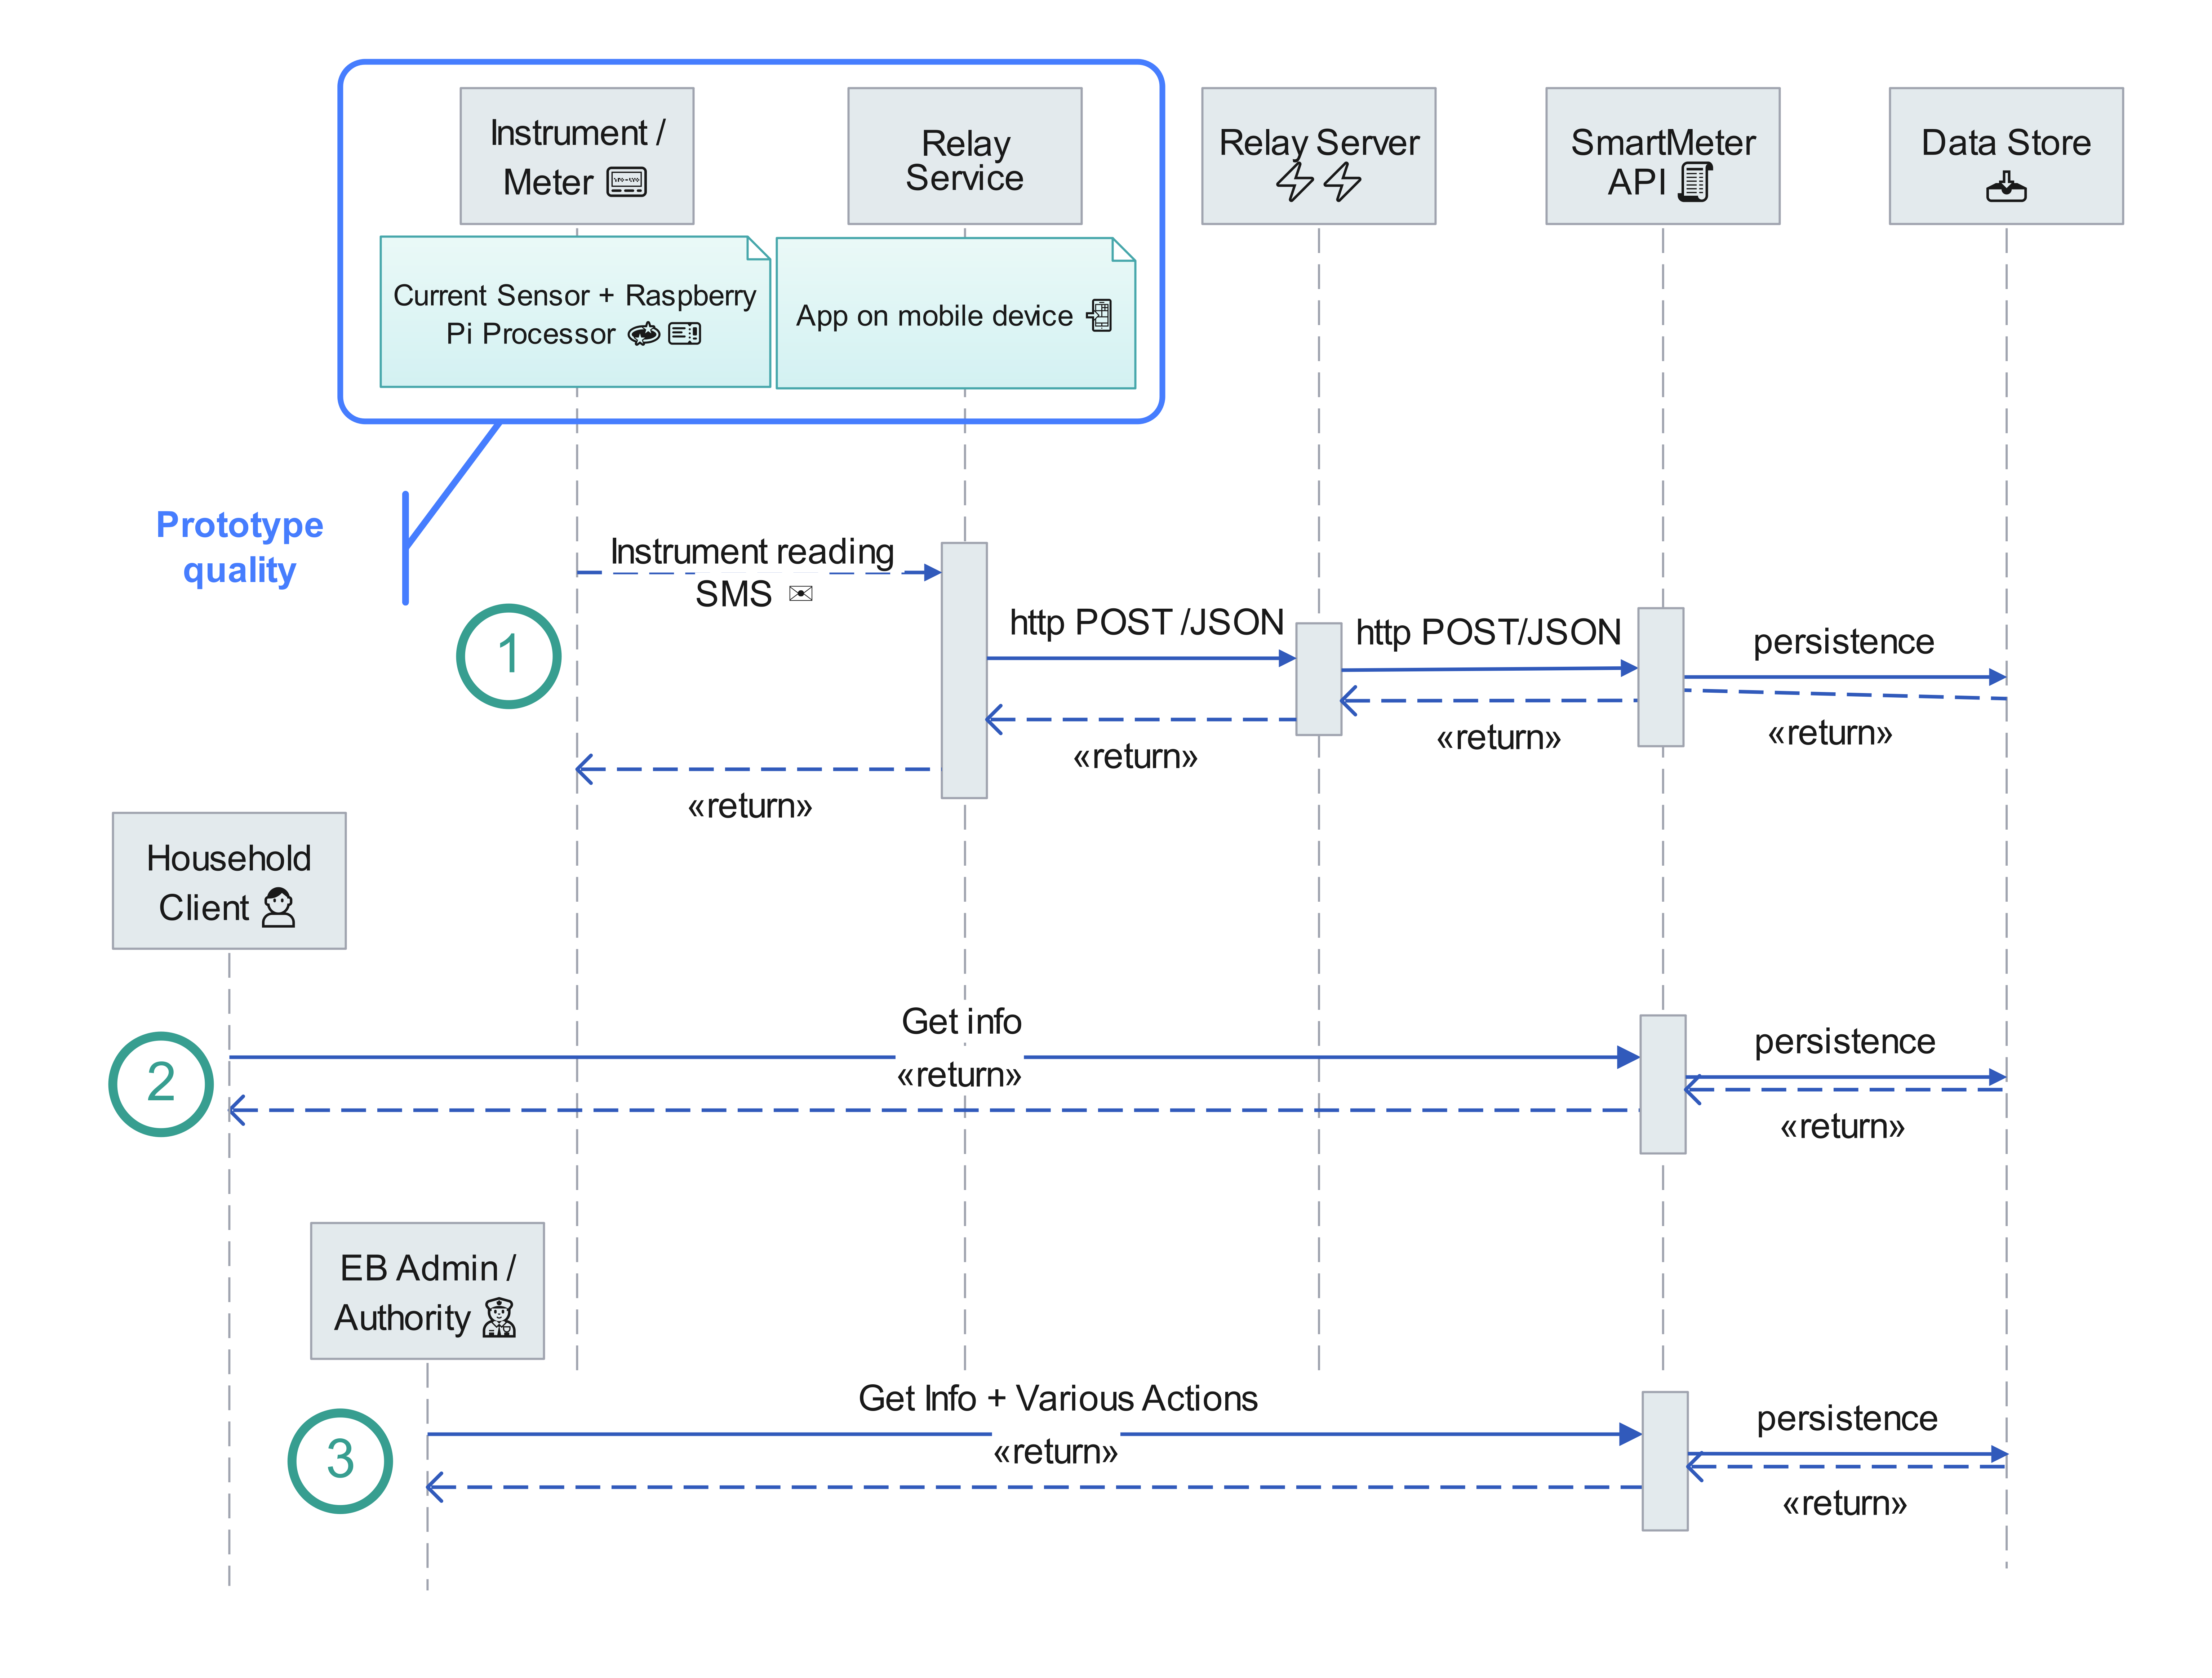 Instrument /
Meter
Relay
Service
Relay Server
SmartMeter
API
Data Store
Current Sensor + Raspberry
Pi Processor
App on mobile device
Prototype
quality
Instrument reading
SMS
1
http POST /JSON
http POST/JSON
persistence
«return»
«return»
«return»
«return»
Household
Client
Get info
2
«return»
persistence
«return»
EB Admin /
Authority
Get Info + Various Actions
3
«return»
persistence
«return»